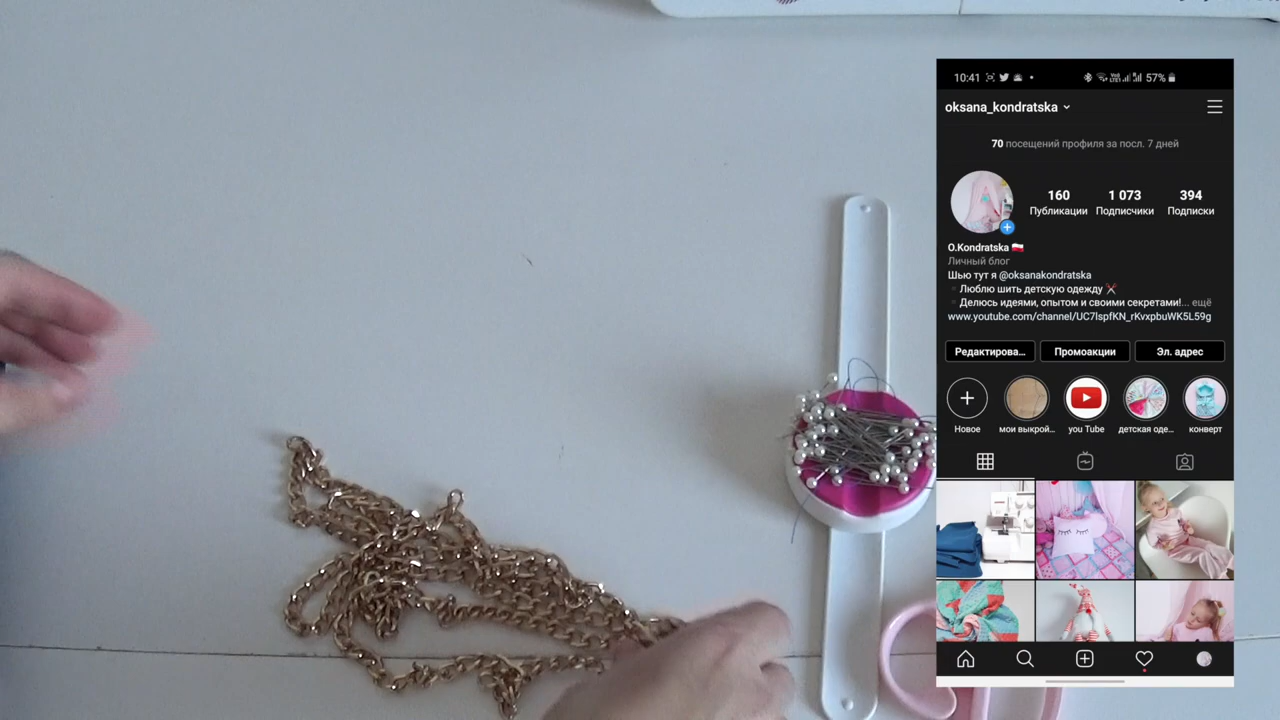 10:41
57%
oksana_kondratska
70 посещений профиля за посл. 7 дней
160
1 073
394
Публикации
Подписчики
Подписки
O.Kondratska
Личный блог
Шью тут я @oksanakondratska
Люблю шить детскую одежду
Делюсь идеями, опытом и своими секретами!... ещё
www.youtube.com/channel/UC7IspfKN_rKvxpbuWK5L59g
Редактирова...
Промоакции
Эл. адрес
Новое
мои выкрой...
you Tube
детская оде...
конверт